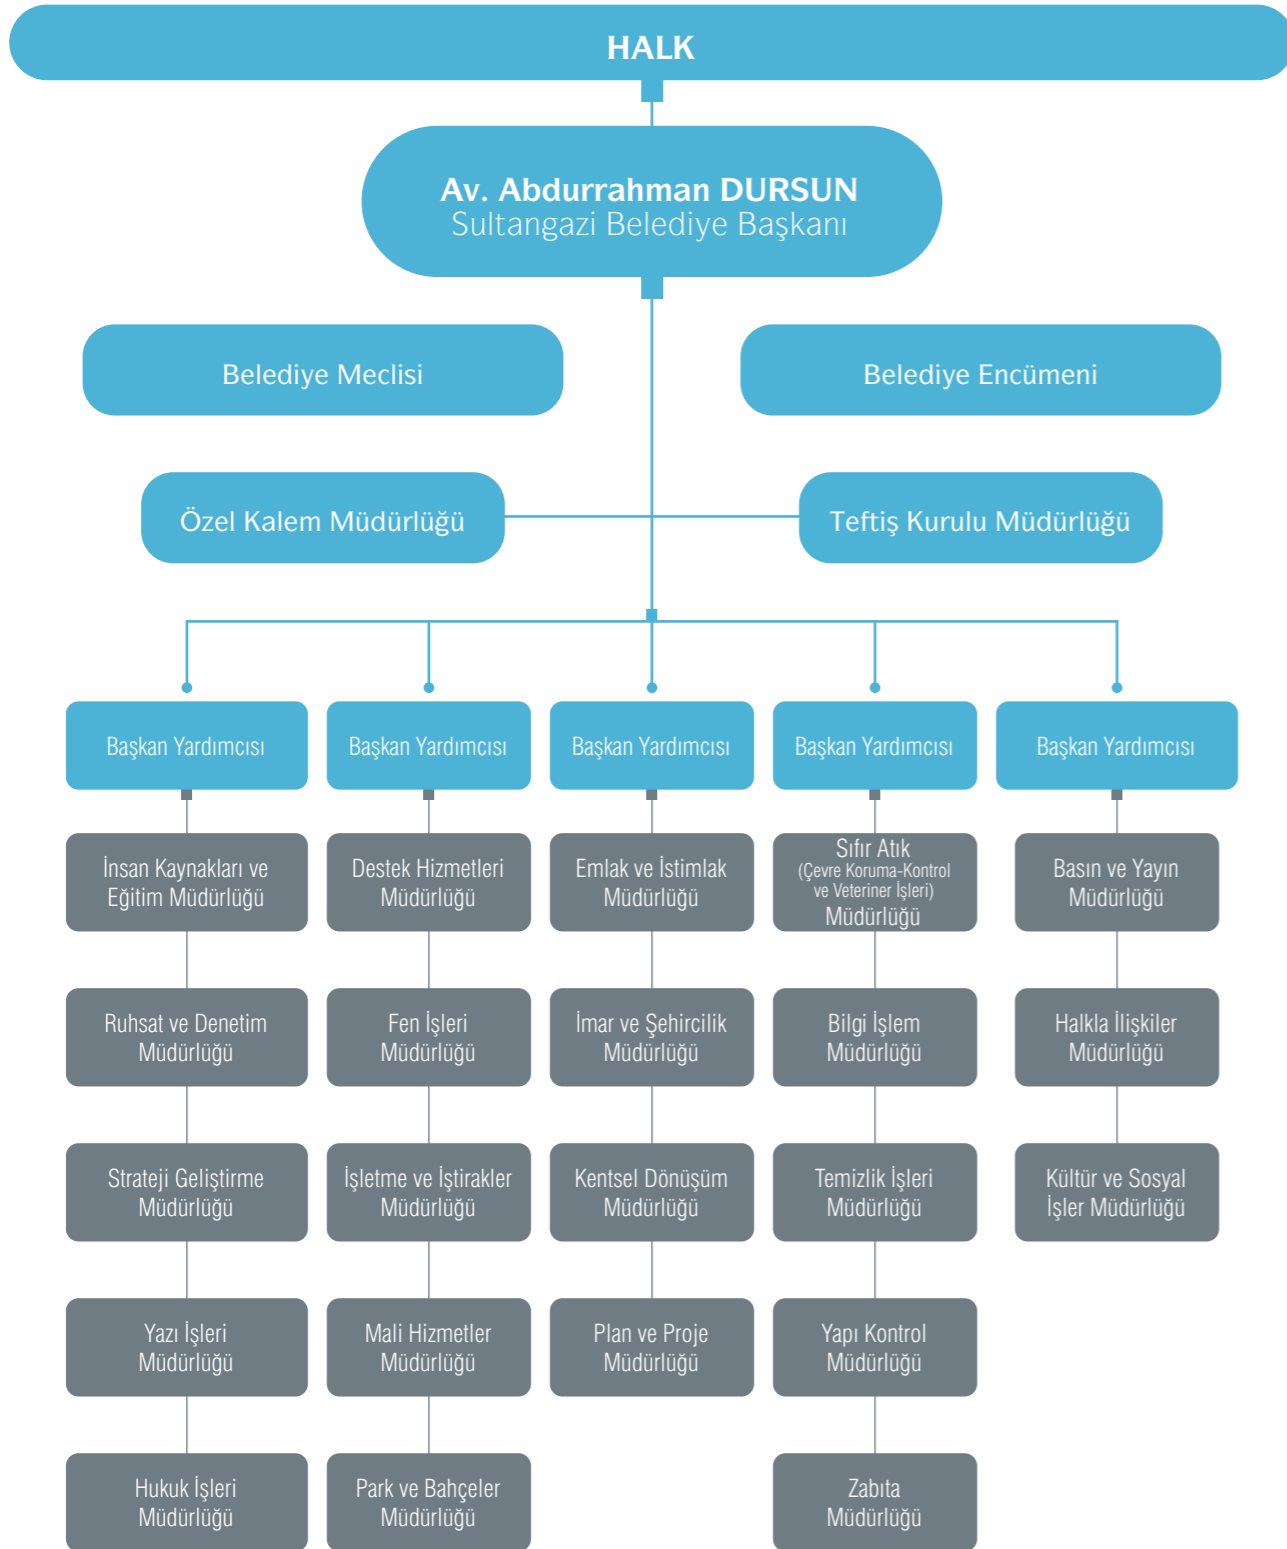 HALK
Av. Abdurrahman DURSUN
Sultangazi Belediye Başkanı
Belediye Meclisi
Belediye Encümeni
Özel Kalem Müdürlüğü
Teftiş Kurulu Müdürlüğü
Başkan Yardımcısı
Başkan Yardımcısı
Başkan Yardımcısı
Başkan Yardımcısı
Başkan Yardımcısı
İnsan Kaynakları ve
Eğitim Müdürlüğü
Destek Hizmetleri
Müdürlüğü
Emlak ve İstimlak
Müdürlüğü
Sıfır Atık
(Çevre Koruma-Kontrol
ve Veteriner İşleri)
Müdürlüğü
Basın ve Yayın
Müdürlüğü
Ruhsat ve Denetim
Müdürlüğü
Fen İşleri
Müdürlüğü
İmar ve Şehircilik
Müdürlüğü
Bilgi İşlem
Müdürlüğü
Halkla İlişkiler
Müdürlüğü
Strateji Geliştirme
Müdürlüğü
İşletme ve İştirakler
Müdürlüğü
Kentsel Dönüşüm
Müdürlüğü
Temizlik İşleri
Müdürlüğü
Kültür ve Sosyal
İşler Müdürlüğü
Yazı İşleri
Müdürlüğü
Mali Hizmetler
Müdürlüğü
Plan ve Proje
Müdürlüğü
Yapı Kontrol
Müdürlüğü
Hukuk İşleri
Müdürlüğü
Park ve Bahçeler
Müdürlüğü
Zabıta
Müdürlüğü